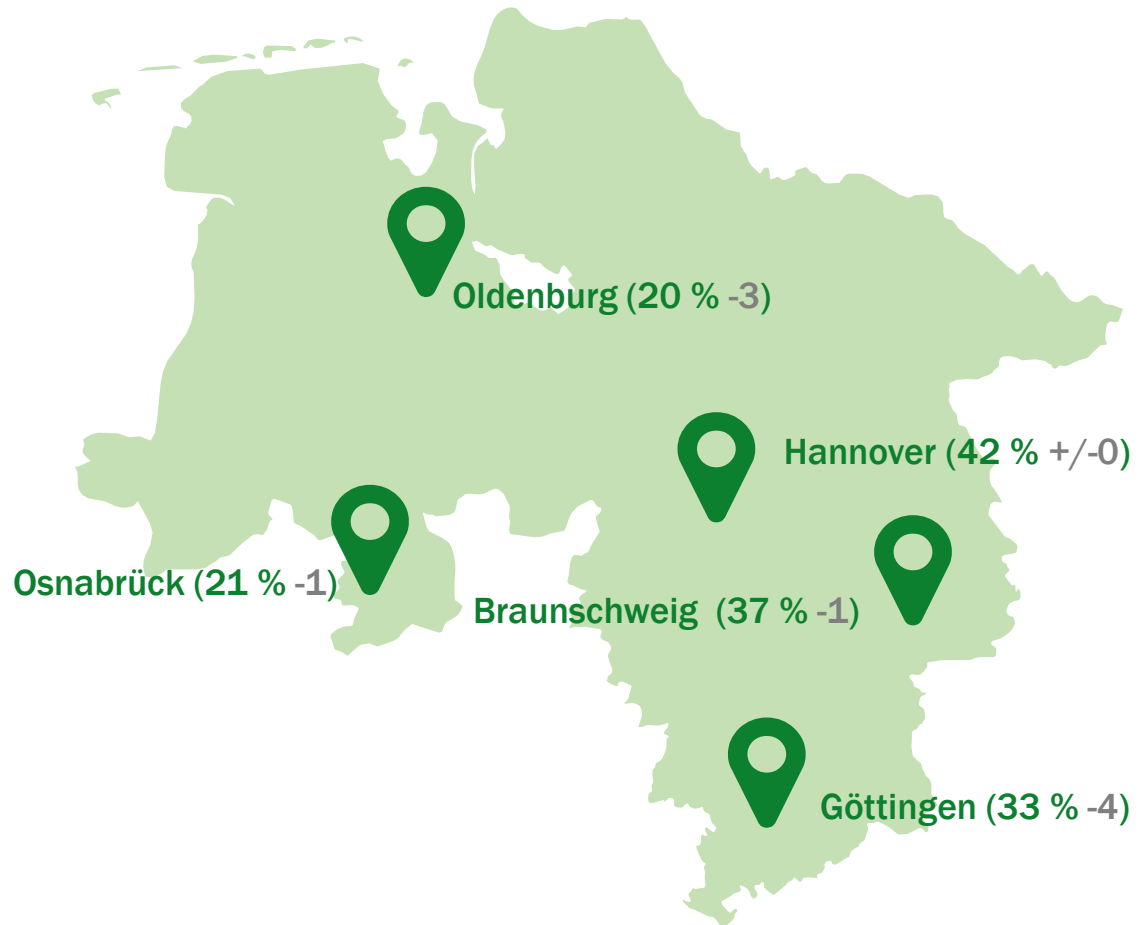 Oldenburg (20 % -3)
Hannover (42 % +/-0)
Osnabrück (21 % -1)
Braunschweig (37 % -1)
Göttingen (33 % -4)